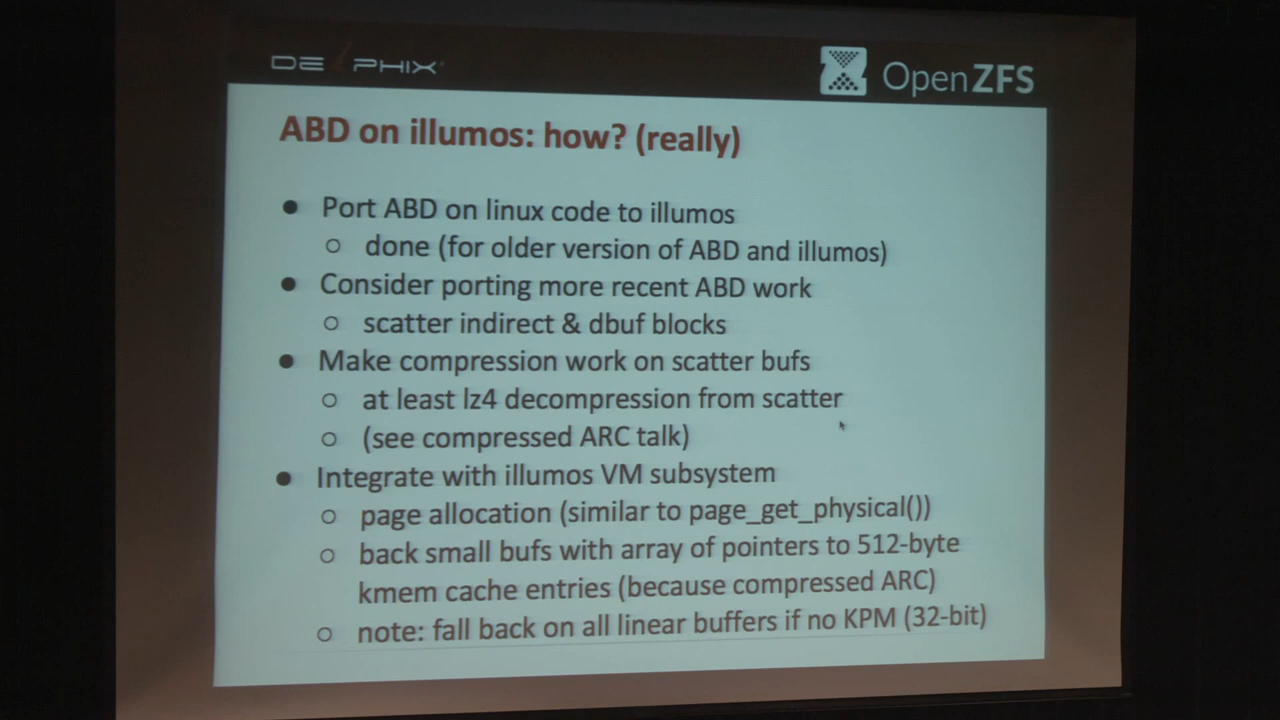 DELPHIX
OpenZFS
ABD on illumos: how? (really)
● Port ABD on linux code to illumos
○ done (for older version of ABD and illumos)
● Consider porting more recent ABD work
○ scatter indirect & dbuf blocks
● Make compression work on scatter bufs
○ at least lz4 decompression from scatter
○ (see compressed ARC talk)
● Integrate with illumos VM subsystem
○ page allocation (similar to page_get_physical())
○ back small bufs with array of pointers to 512-byte
kmem cache entries (because compressed ARC)
○ note: fall back on all linear buffers if no KPM (32-bit)